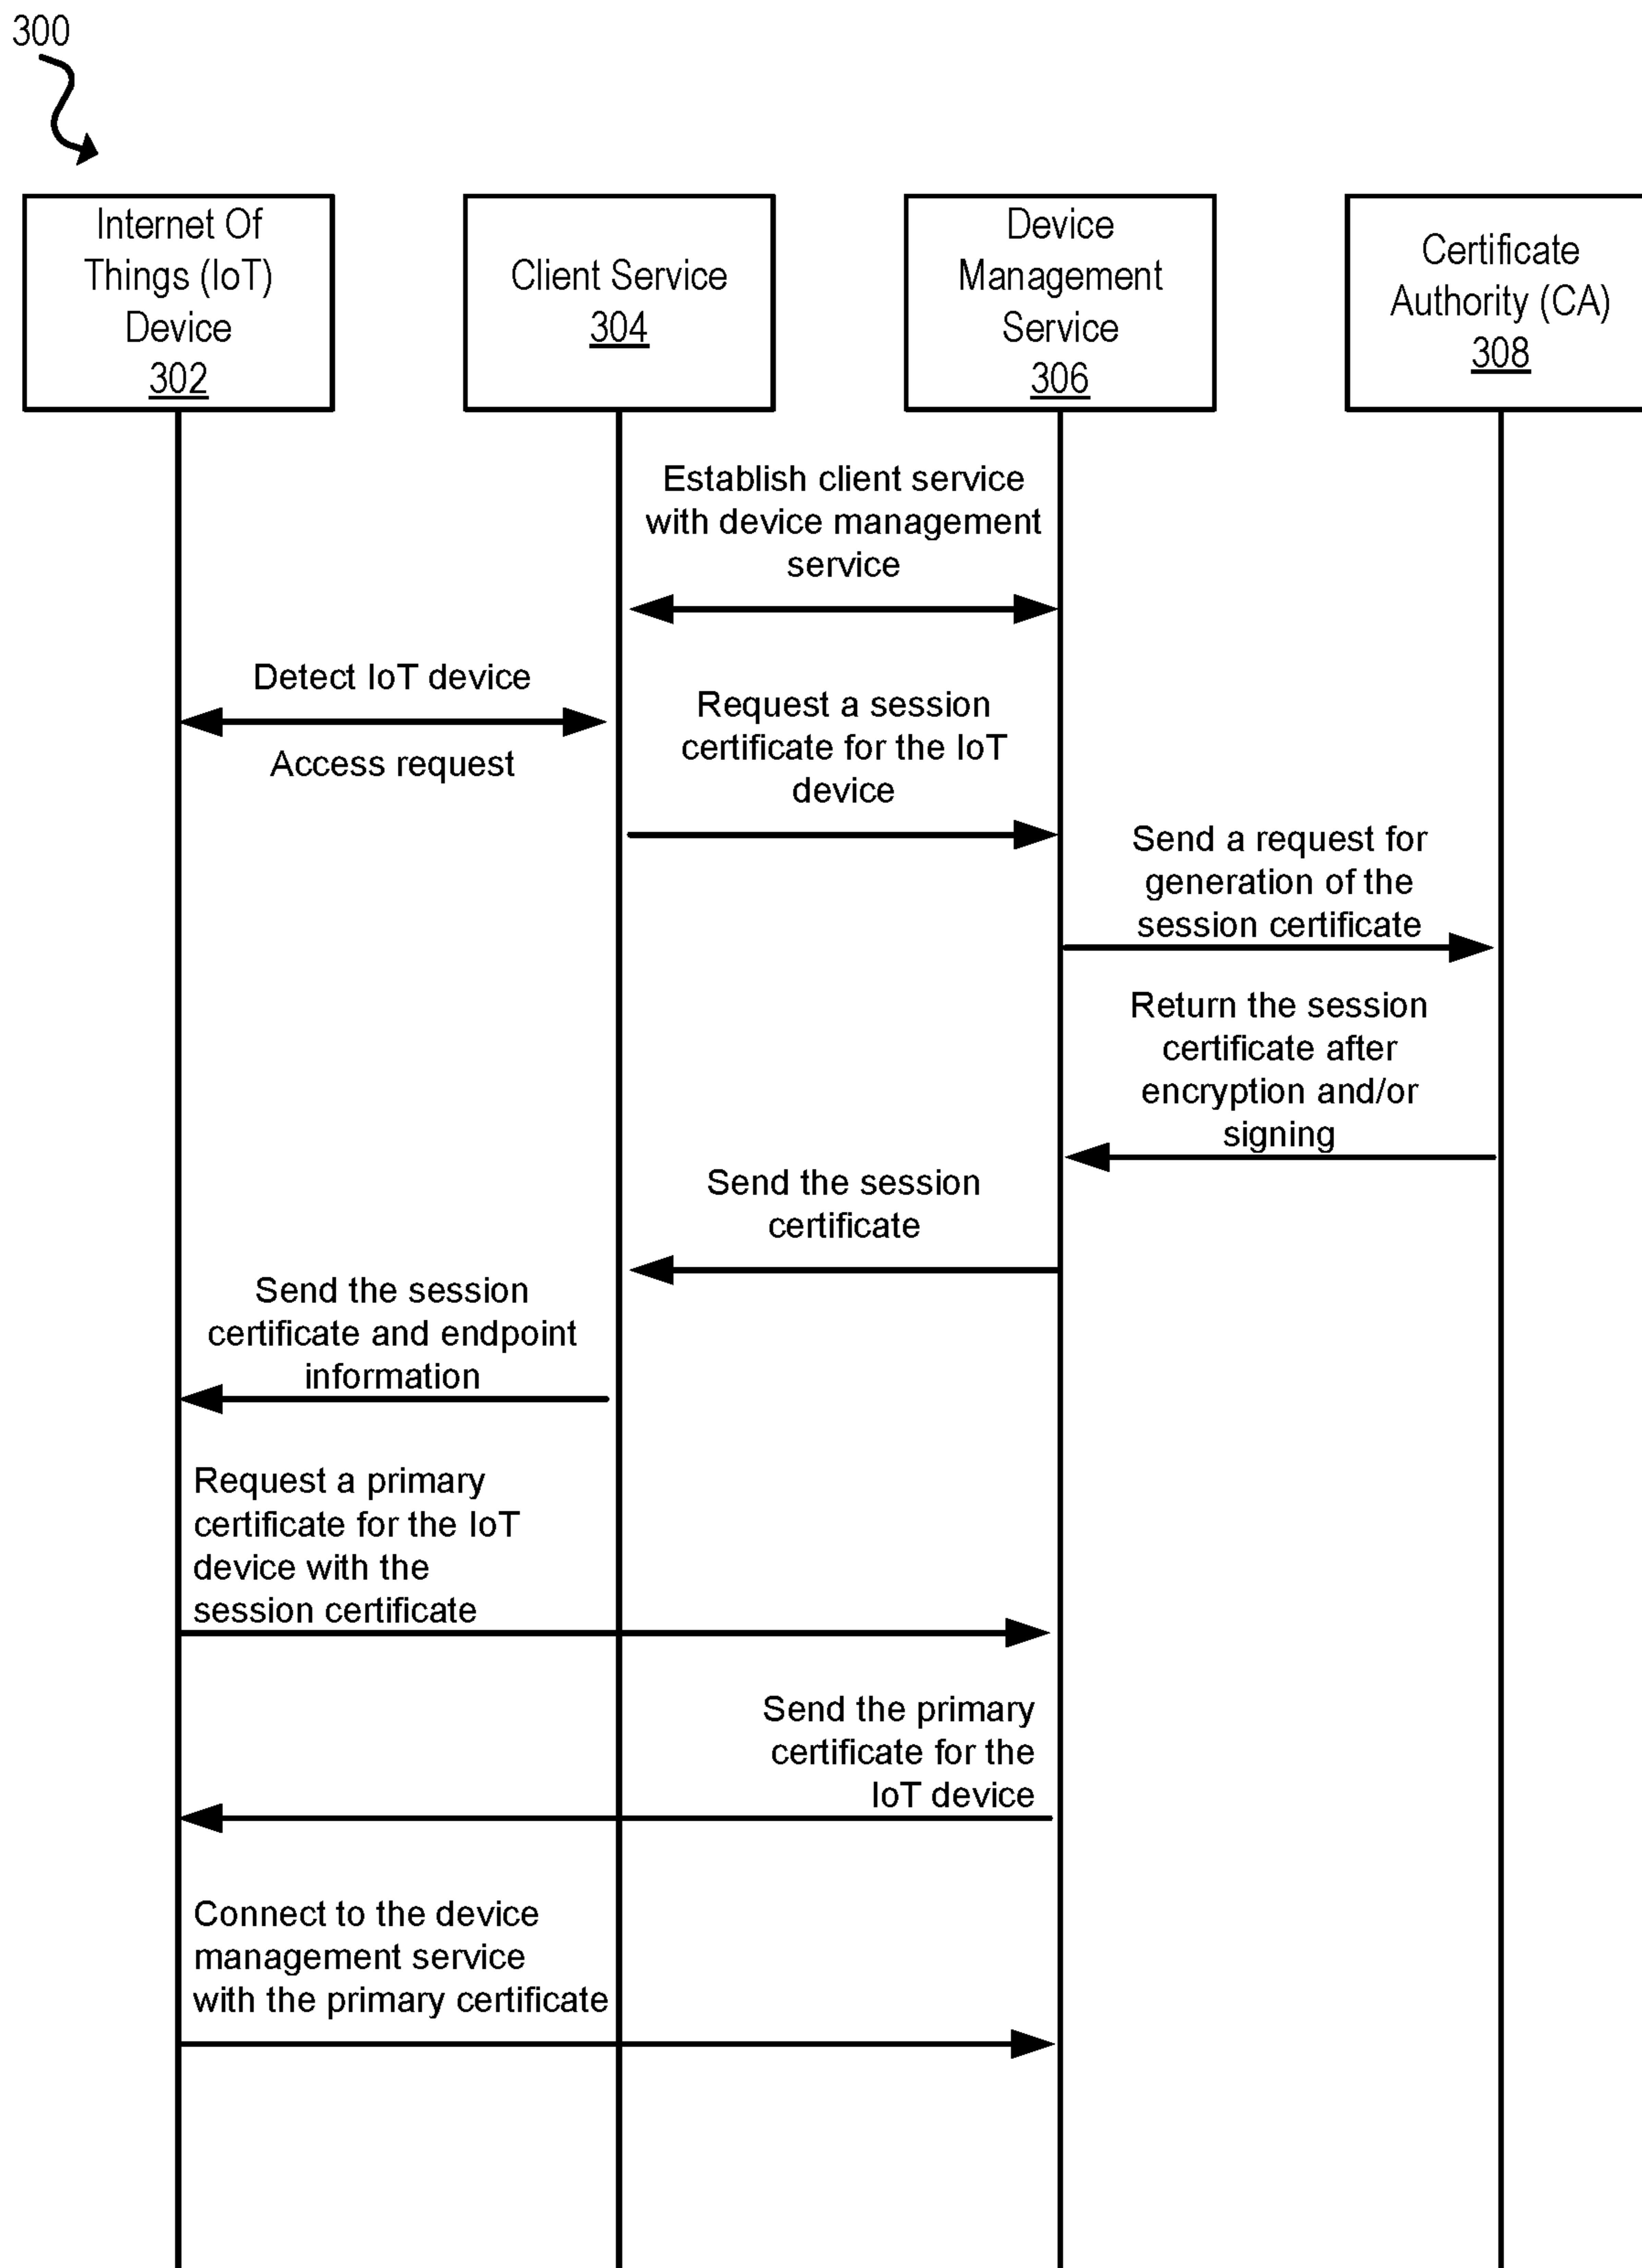 300
Internet Of
Things (IoT)
Device
302
Client Service
304
Device
Management
Service
306
Certificate
Authority (CA)
308
Establish client service
with device management
service
Detect IoT device
Access request
Request a session
certificate for the IoT
device
Send a request for
generation of the
session certificate
Return the session
certificate after
encryption and/or
signing
Send the session
certificate
Send the session
certificate and endpoint
information
Request a primary
certificate for the IoT
device with the
session certificate
Send the primary
certificate for the
IoT device
Connect to the device
management service
with the primary certificate